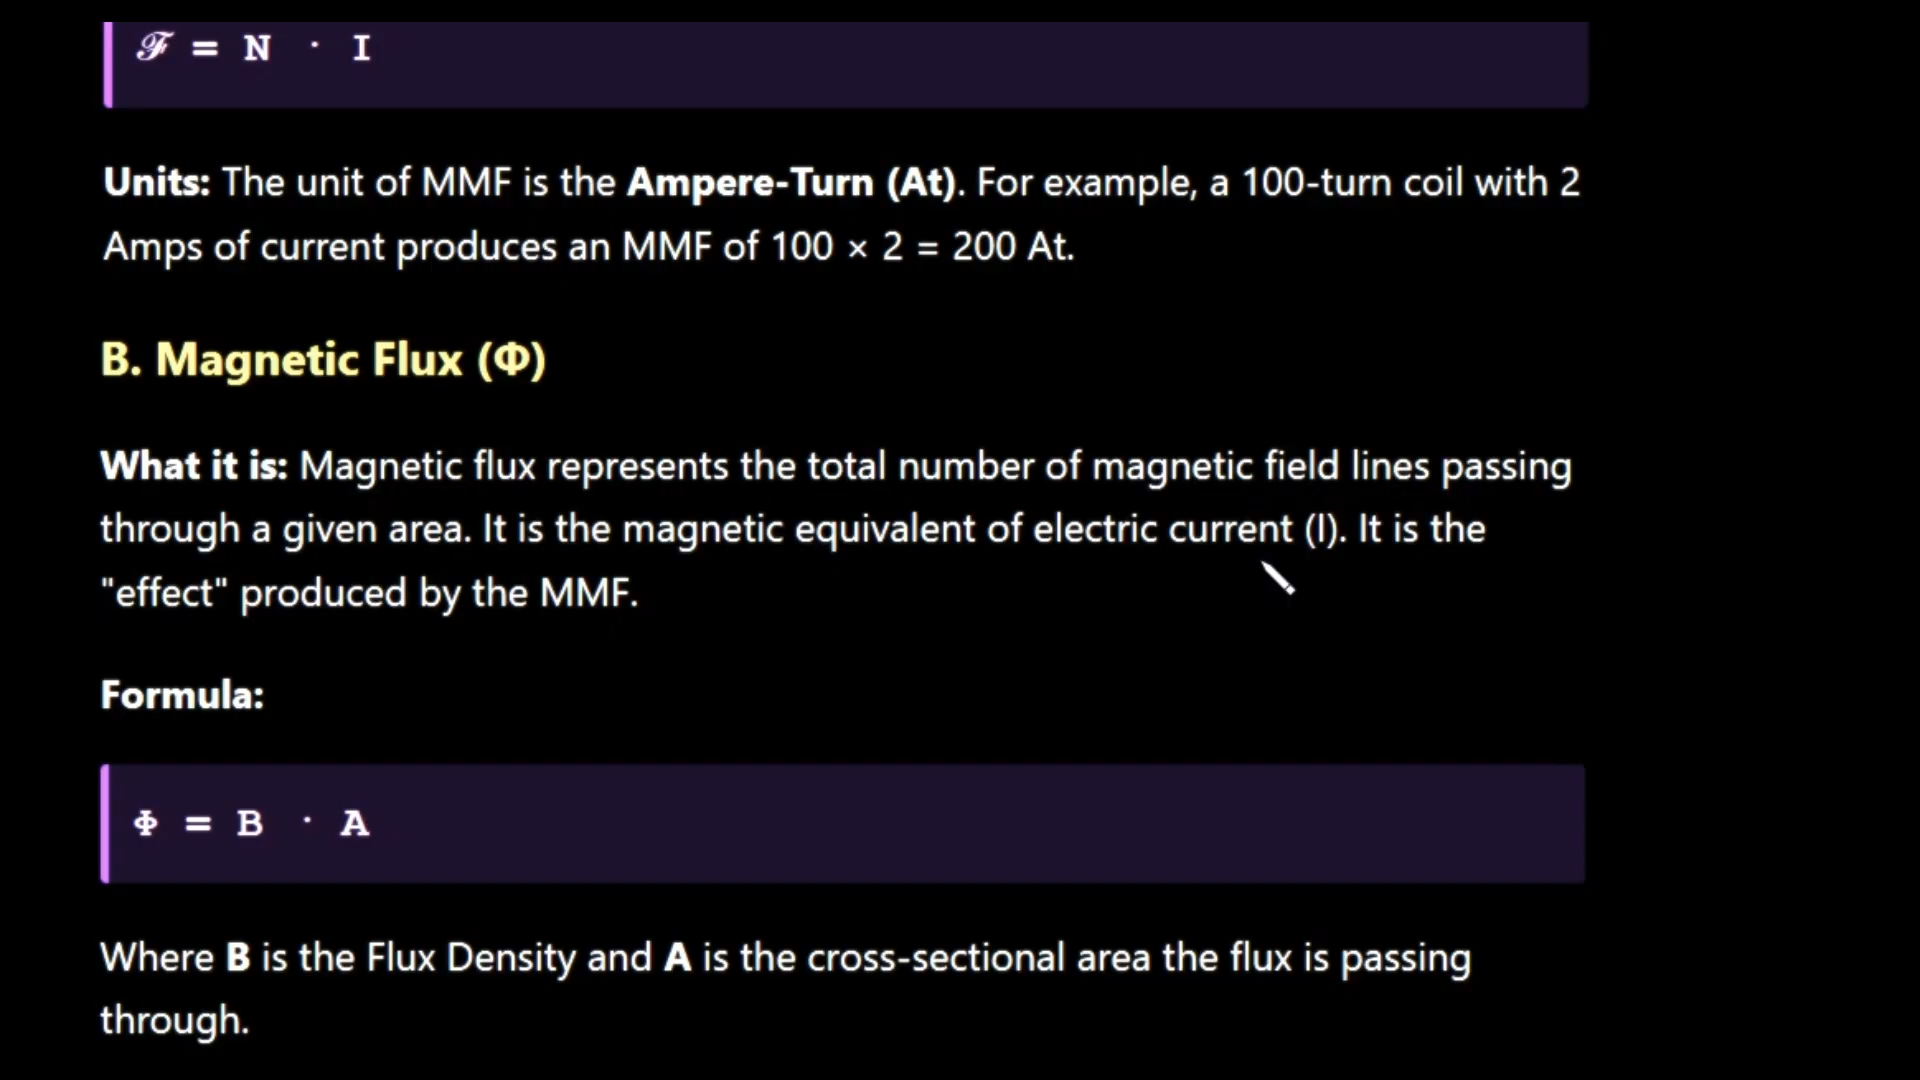 ℱ = N · I
Units: The unit of MMF is the Ampere-Turn (At). For example, a 100-turn coil with 2
Amps of current produces an MMF of 100 × 2 = 200 At.
B. Magnetic Flux (Φ)
What it is: Magnetic flux represents the total number of magnetic field lines passing
through a given area. It is the magnetic equivalent of electric current (I). It is the
"effect" produced by the MMF.
Formula:
Φ = B · A
Where B is the Flux Density and A is the cross-sectional area the flux is passing
through.